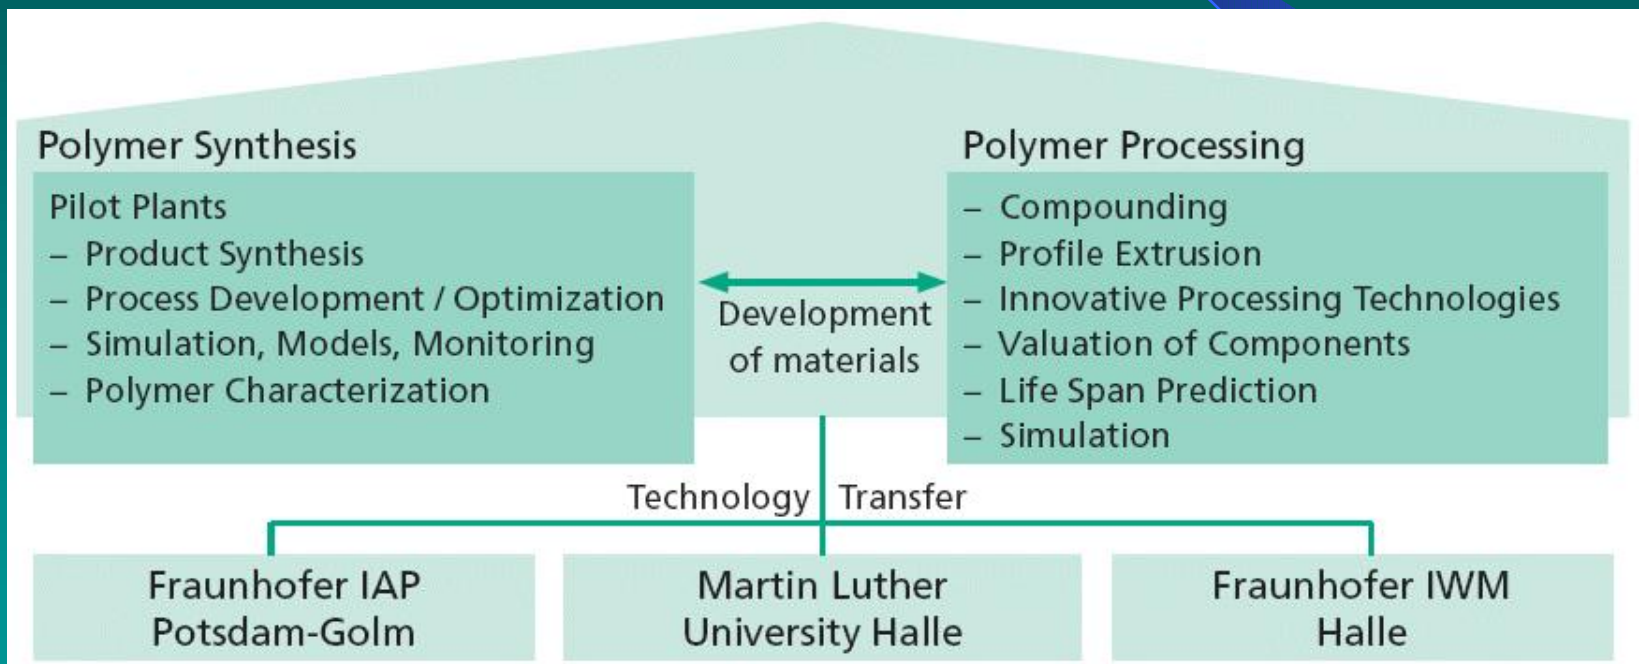 Polymer Synthesis
Pilot Plants
– Product Synthesis
– Process Development / Optimization
– Simulation, Models, Monitoring
– Polymer Characterization
Development
of materials
Polymer Processing
– Compounding
– Profile Extrusion
– Innovative Processing Technologies
– Valuation of Components
– Life Span Prediction
– Simulation
Technology Transfer
Fraunhofer IAP
Potsdam-Golm
Martin Luther
University Halle
Fraunhofer IWM
Halle